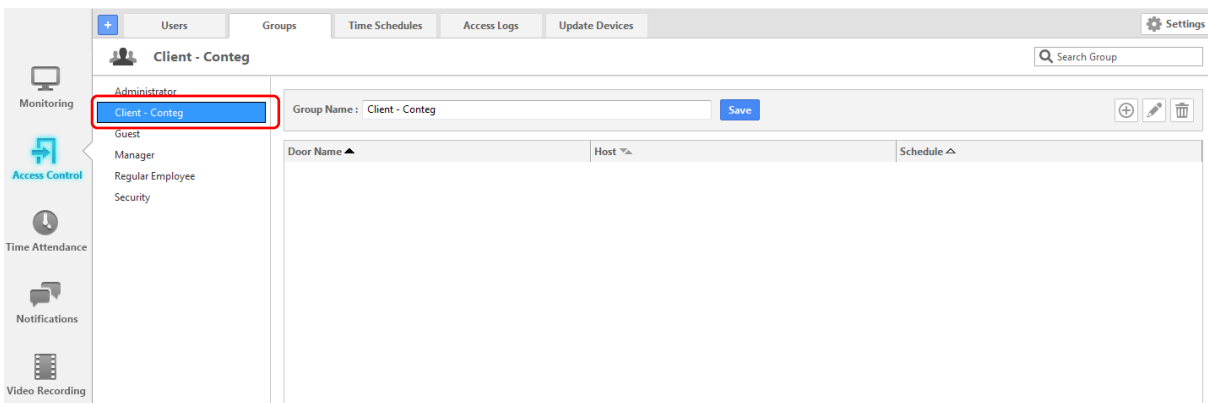 + Users Groups Time Schedules Access Logs Update Devices Settings
Client - Conteg Search Group
Monitoring
Access Control
Time Attendance
Notifications
Video Recording
Administrator
Client - Conteg
Guest
Manager
Regular Employee
Security
Group Name : Client - Conteg Save
Door Name Host Schedule